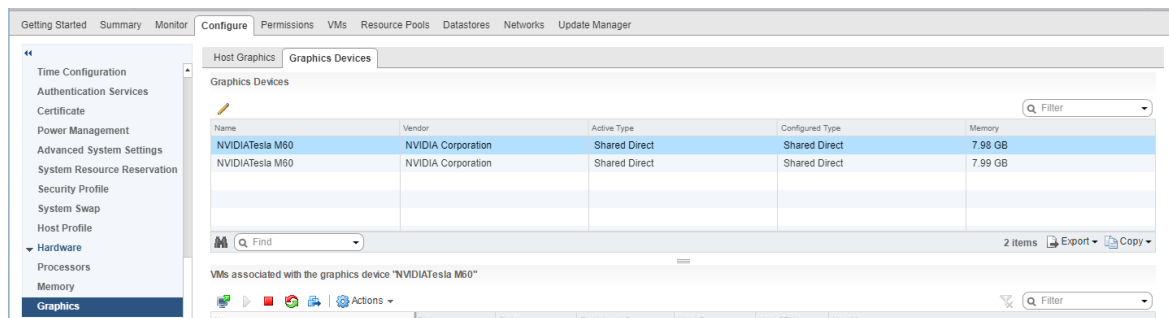 Getting Started Summary Monitor Configure Permissions VMs Resource Pools Datastores Networks Update Manager
Time Configuration
Authentication Services
Certificate
Power Management
Advanced System Settings
System Resource Reservation
Security Profile
System Swap
Host Profile
Hardware
Processors
Memory
Graphics
Host Graphics Graphics Devices
Graphics Devices
Filter
Name Vendor Active Type Configured Type Memory
NVIDIATesla M60 NVIDIA Corporation Shared Direct Shared Direct 7.98 GB
NVIDIATesla M60 NVIDIA Corporation Shared Direct Shared Direct 7.99 GB
Find 2 items Export Copy
VMs associated with the graphics device "NVIDIATesla M60"
Actions Filter